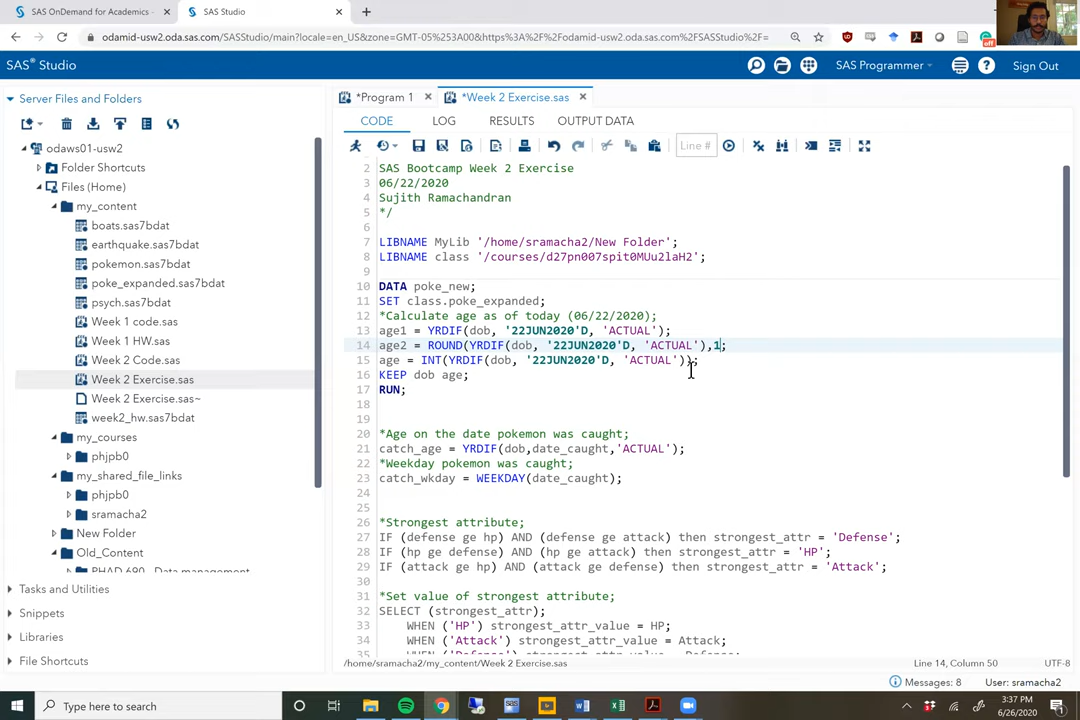 SAS OnDemand for Academics -
SAS Studio
odamid-usw2.oda.sas.com/SASStudio/main?locale=en_US&zone=GMT-05%253A00&https%3A%2F%2Fodamid-usw2.oda.sas.com%2FSASStudio%2F=
off
SAS® Studio
SAS Programmer
Sign Out
Server Files and Folders
*Program 1
*Week 2 Exercise.sas
CODE
LOG
RESULTS
OUTPUT DATA
Line #
odaws01-usw2
Folder Shortcuts
Files (Home)
my_content
boats.sas7bdat
earthquake.sas7bdat
pokemon.sas7bdat
poke_expanded.sas7bdat
psych.sas7bdat
Week 1 code.sas
Week 1 HW.sas
Week 2 Code.sas
Week 2 Exercise.sas
Week 2 Exercise.sas~
week2_hw.sas7bdat
my_courses
phjpb0
my_shared_file_links
phjpb0
sramacha2
New Folder
Old_Content
PHAD 690 - Data management
Tasks and Utilities
Snippets
Libraries
File Shortcuts
2 SAS Bootcamp Week 2 Exercise
3 06/22/2020
4 Sujith Ramachandran
5 */
6
7 LIBNAME MyLib '/home/sramacha2/New Folder';
8 LIBNAME class '/courses/d27pn007spit0MUu2laH2';
9
10 DATA poke_new;
11 SET class.poke_expanded;
12 *Calculate age as of today (06/22/2020);
13 age1 = YRDIF(dob, '22JUN2020'D, 'ACTUAL');
14 age2 = ROUND(YRDIF(dob, '22JUN2020'D, 'ACTUAL'),1;
15 age = INT(YRDIF(dob, '22JUN2020'D, 'ACTUAL'));
16 KEEP dob age;
17 RUN;
18
19
20 *Age on the date pokemon was caught;
21 catch_age = YRDIF(dob,date_caught,'ACTUAL');
22 *Weekday pokemon was caught;
23 catch_wkday = WEEKDAY(date_caught);
24
25
26 *Strongest attribute;
27 IF (defense ge hp) AND (defense ge attack) then strongest_attr = 'Defense';
28 IF (hp ge defense) AND (hp ge attack) then strongest_attr = 'HP';
29 IF (attack ge hp) AND (attack ge defense) then strongest_attr = 'Attack';
30
31 *Set value of strongest attribute;
32 SELECT (strongest_attr);
33 WHEN ('HP') strongest_attr_value = HP;
34 WHEN ('Attack') strongest_attr_value = Attack;
35 WHEN ('Defense') strongest_attr_value = Defense;
/home/sramacha2/my_content/Week 2 Exercise.sas
Line 14, Column 50
UTF-8
Messages: 8
User: sramacha2
Type here to search
3:37 PM
6/26/2020